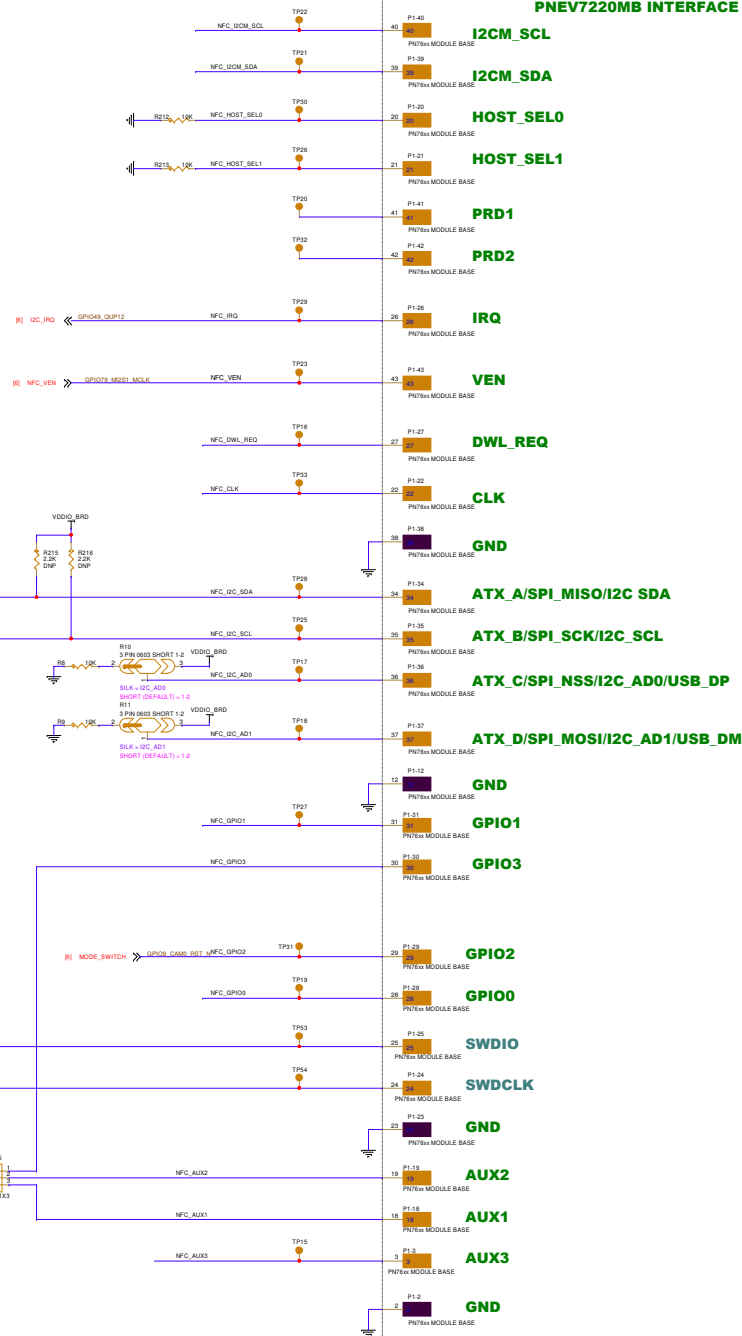 PNEV7220MB INTERFACE
TP22
P1-40
NFC_I2CM_SCL
40
40
I2CM_SCL
PN76xx MODULE BASE
TP21
P1-39
NFC_I2CM_SDA
39
39
I2CM_SDA
PN76xx MODULE BASE
TP30
P1-20
R212
10K
NFC_HOST_SEL0
20
20
HOST_SEL0
PN76xx MODULE BASE
TP26
P1-21
R213
10K
NFC_HOST_SEL1
21
21
HOST_SEL1
PN76xx MODULE BASE
TP20
P1-41
41
41
PRD1
PN76xx MODULE BASE
TP32
P1-42
42
42
PRD2
PN76xx MODULE BASE
TP29
P1-26
[6] I2C_IRQ
GPIO49_QUP12
NFC_IRQ
26
26
IRQ
PN76xx MODULE BASE
TP23
P1-43
[6] NFC_VEN
GPIO79_MI2S1_MCLK
NFC_VEN
43
43
VEN
PN76xx MODULE BASE
TP16
P1-27
NFC_DWL_REQ
27
27
DWL_REQ
PN76xx MODULE BASE
TP33
P1-22
NFC_CLK
22
22
CLK
PN76xx MODULE BASE
VDDIO_BRD
P1-38
38
GND
PN76xx MODULE BASE
R215
2.2K
DNP
R216
2.2K
DNP
TP28
P1-34
NFC_I2C_SDA
34
34
ATX_A/SPI_MISO/I2C SDA
PN76xx MODULE BASE
TP25
P1-35
NFC_I2C_SCL
35
35
ATX_B/SPI_SCK/I2C_SCL
PN76xx MODULE BASE
R10
3 PIN 0603 SHORT 1-2
VDDIO_BRD
R8
10K
2
3
1
SILK = I2C_AD0
SHORT (DEFAULT) = 1-2
TP17
P1-36
NFC_I2C_AD0
36
36
ATX_C/SPI_NSS/I2C_AD0/USB_DP
PN76xx MODULE BASE
R11
3 PIN 0603 SHORT 1-2
VDDIO_BRD
R9
10K
2
3
1
SILK = I2C_AD1
SHORT (DEFAULT) = 1-2
TP18
P1-37
NFC_I2C_AD1
37
37
ATX_D/SPI_MOSI/I2C_AD1/USB_DM
PN76xx MODULE BASE
P1-12
12
GND
PN76xx MODULE BASE
TP27
P1-31
NFC_GPIO1
31
31
GPIO1
PN76xx MODULE BASE
P1-30
NFC_GPIO3
30
30
GPIO3
PN76xx MODULE BASE
TP31
P1-29
[6] MODE_SWITCH
GPIO9_CAM0_RST_N
NFC_GPIO2
29
29
GPIO2
PN76xx MODULE BASE
TP19
P1-28
NFC_GPIO0
28
28
GPIO0
PN76xx MODULE BASE
TP53
P1-25
25
25
SWDIO
PN76xx MODULE BASE
TP54
P1-24
24
24
SWDCLK
PN76xx MODULE BASE
P1-23
23
GND
PN76xx MODULE BASE
1
2
3
P1-19
NFC_AUX2
19
19
AUX2
PN76xx MODULE BASE
P1-18
NFC_AUX1
18
18
AUX1
PN76xx MODULE BASE
TP15
P1-3
NFC_AUX3
3
3
AUX3
PN76xx MODULE BASE
P1-2
2
GND
PN76xx MODULE BASE